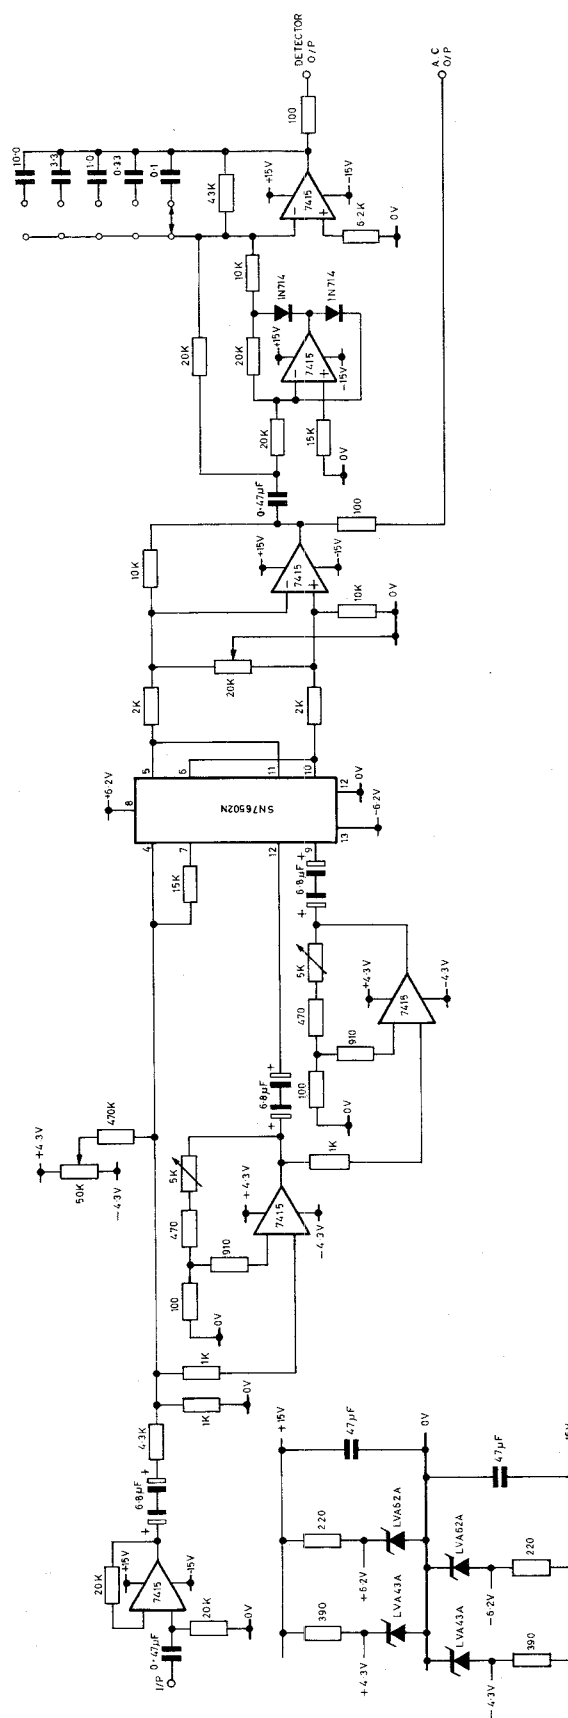 I/P
0·47µF
20K
0V
20K
+15V
7415
-15V
+
6·8µF
+
4·3K
1K
0V
1K
+4·3V
50K
-4·3V
470K
0V
100
470
5K
910
+4·3V
7415
-4·3V
+
6·8µF
+
1K
0V
100
470
5K
910
+4·3V
7415
-4·3V
+
6·8µF
+
15K
4
7
12
9
+6·2V
8
SN76502N
13
-6·2V
12
0V
5
6
11
10
2K
2K
20K
10K
10K
0V
+15V
7415
-
+
-15V
100
0·47µF
20K
20K
20K
15K
0V
+15V
7415
-
+
-15V
1N714
1N714
10K
43K
10·0
3·3
1·0
0·33
0·1
+15V
7415
-
+
-15V
6·2K
0V
100
DETECTOR
O/P
A.C
O/P
+15V
390
220
+4·3V
+6·2V
LVA43A
LVA62A
47µF
0V
LVA43A
LVA62A
47µF
-4·3V
-6·2V
390
220